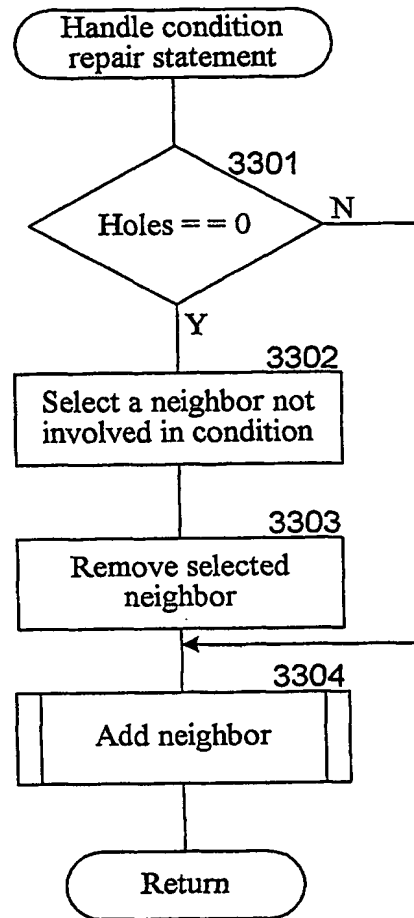 Handle condition
repair statement
3301
Holes = = 0
N
Y
3302
Select a neighbor not
involved in condition
3303
Remove selected
neighbor
3304
Add neighbor
Return